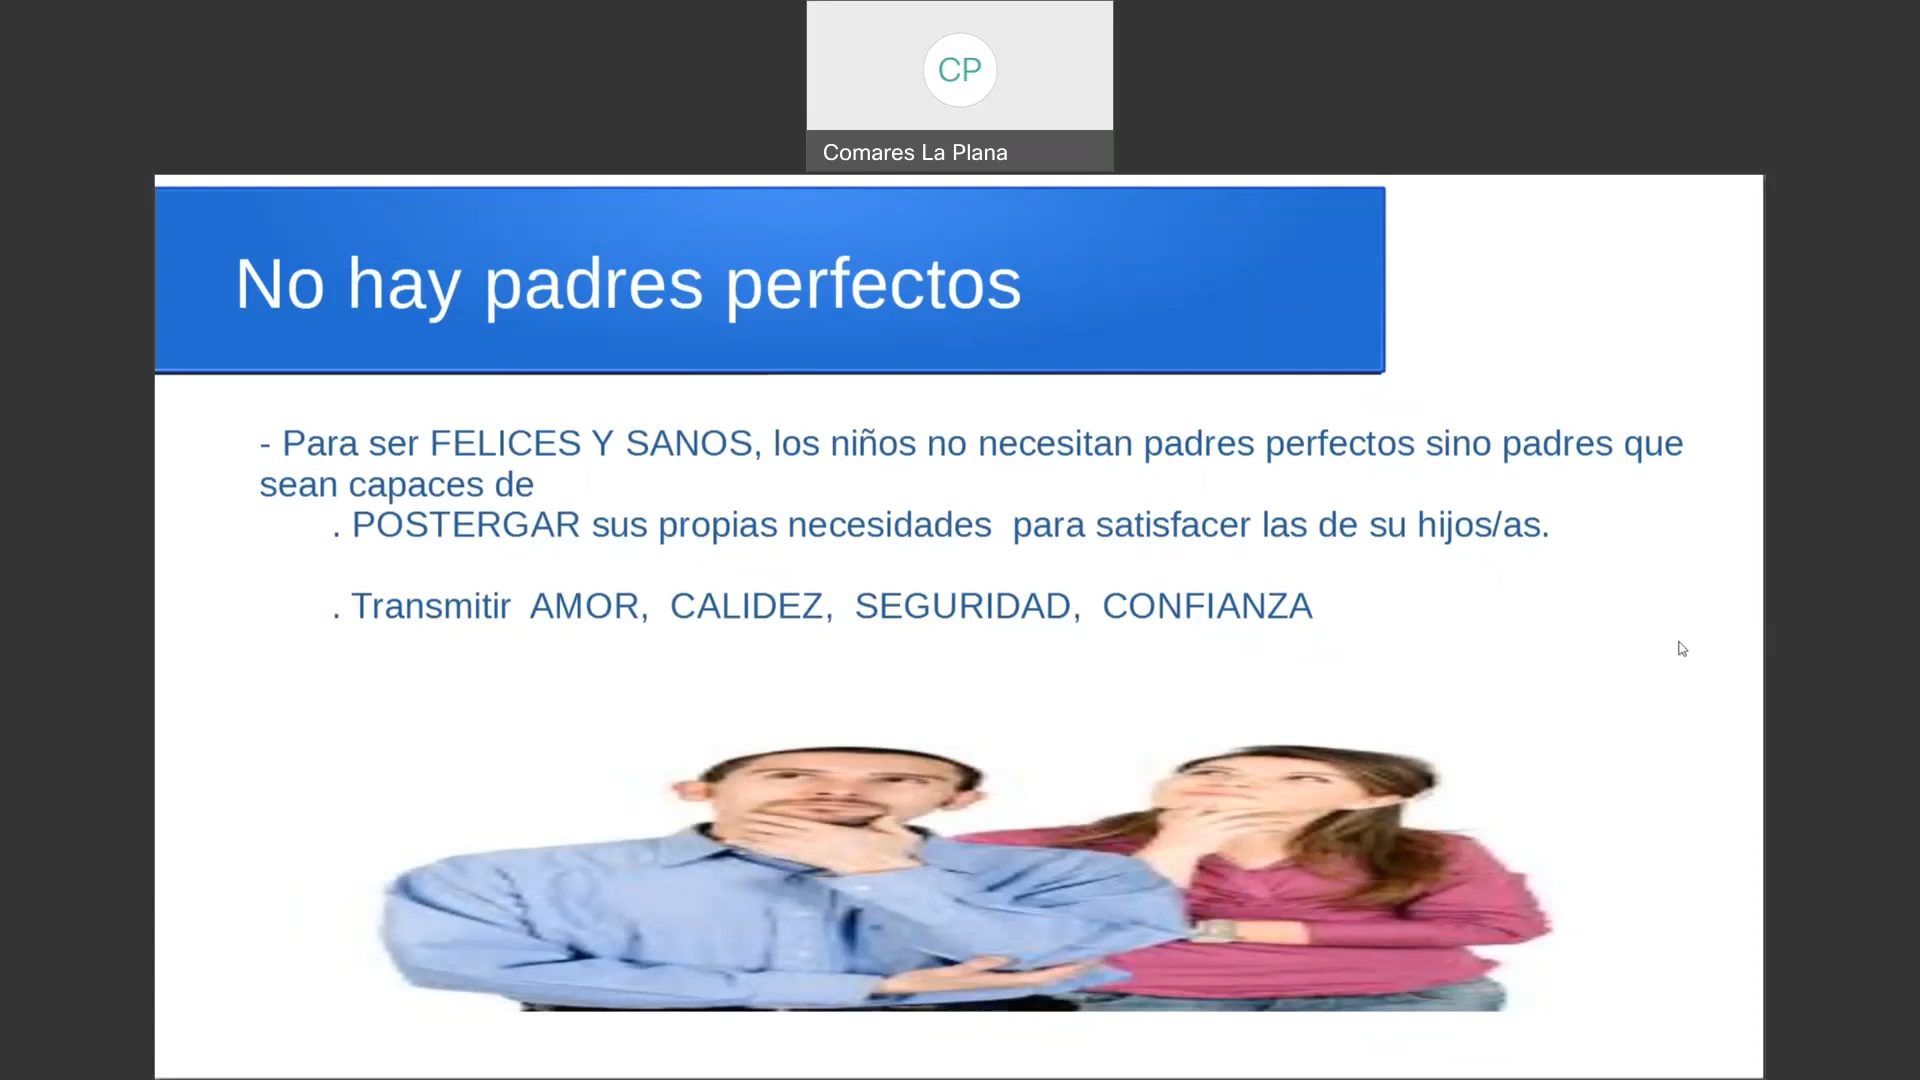 CP
Comares La Plana
No hay padres perfectos
- Para ser FELICES Y SANOS, los niños no necesitan padres perfectos sino padres que
sean capaces de
. POSTERGAR sus propias necesidades  para satisfacer las de su hijos/as.
. Transmitir  AMOR,  CALIDEZ,  SEGURIDAD,  CONFIANZA